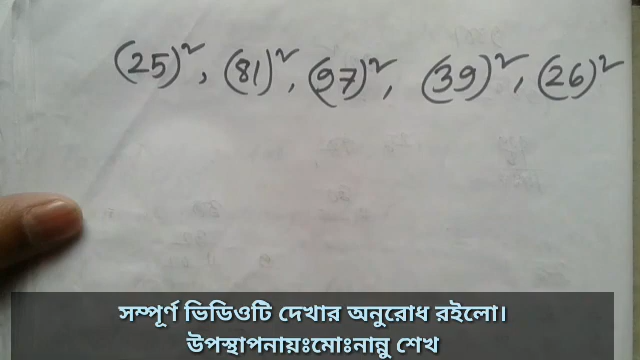 (25)², (81)², (97)², (39)², (26)²
সম্পূর্ণ ভিডিওটি দেখার অনুরোধ রইলো।
উপস্থাপনায়ঃমোঃনান্নু শেখ